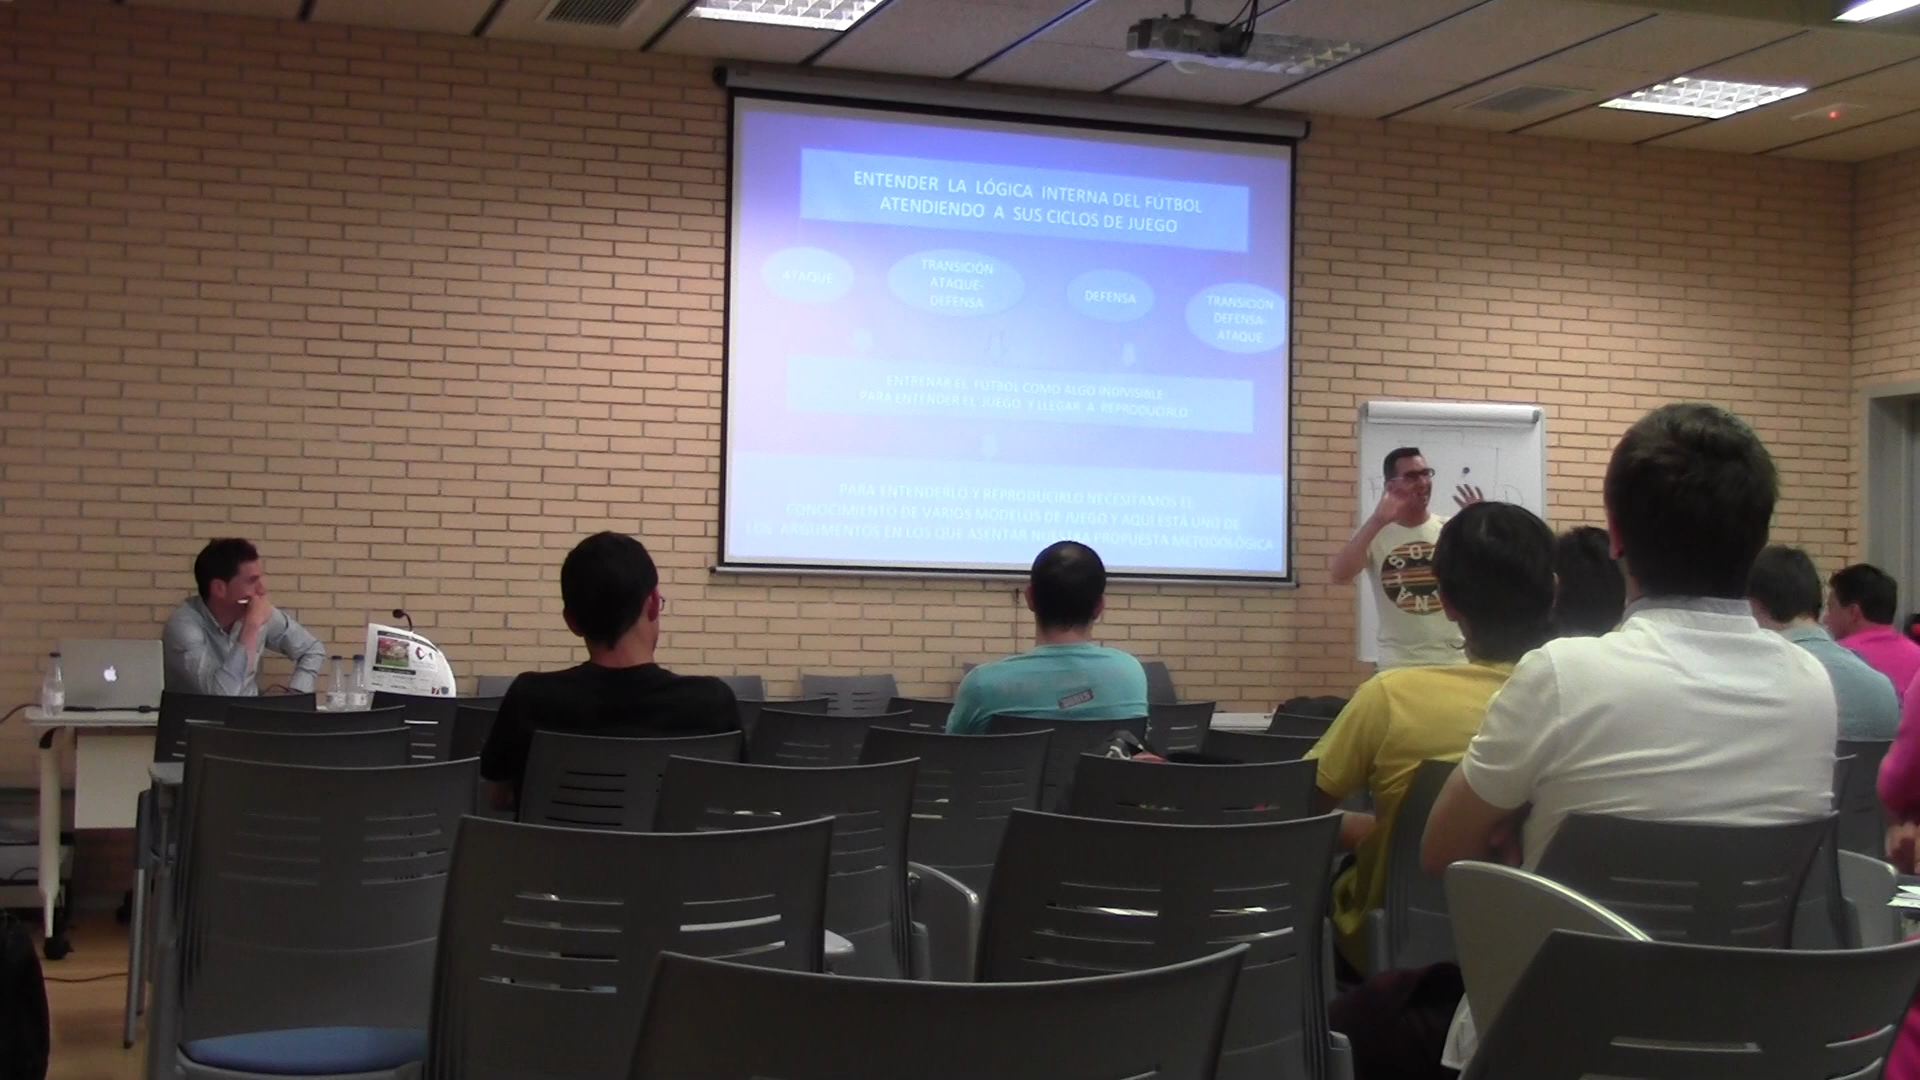 ENTENDER LA LÓGICA INTERNA DEL FÚTBOL
ATENDIENDO A SUS CICLOS DE JUEGO
ATAQUE
TRANSICIÓN
ATAQUE-
DEFENSA
DEFENSA
TRANSICIÓN
DEFENSA-
ATAQUE
ENTRENAR EL FÚTBOL COMO ALGO INDIVISIBLE
PARA ENTENDER EL JUEGO Y LLEGAR A REPRODUCIRLO
PARA ENTENDERLO Y REPRODUCIRLO NECESITAMOS EL
CONOCIMIENTO DE VARIOS MODELOS DE JUEGO Y AQUÍ ESTÁ UNO DE
LOS ARGUMENTOS EN LOS QUE ASENTAR NUESTRA PROPUESTA METODOLÓGICA